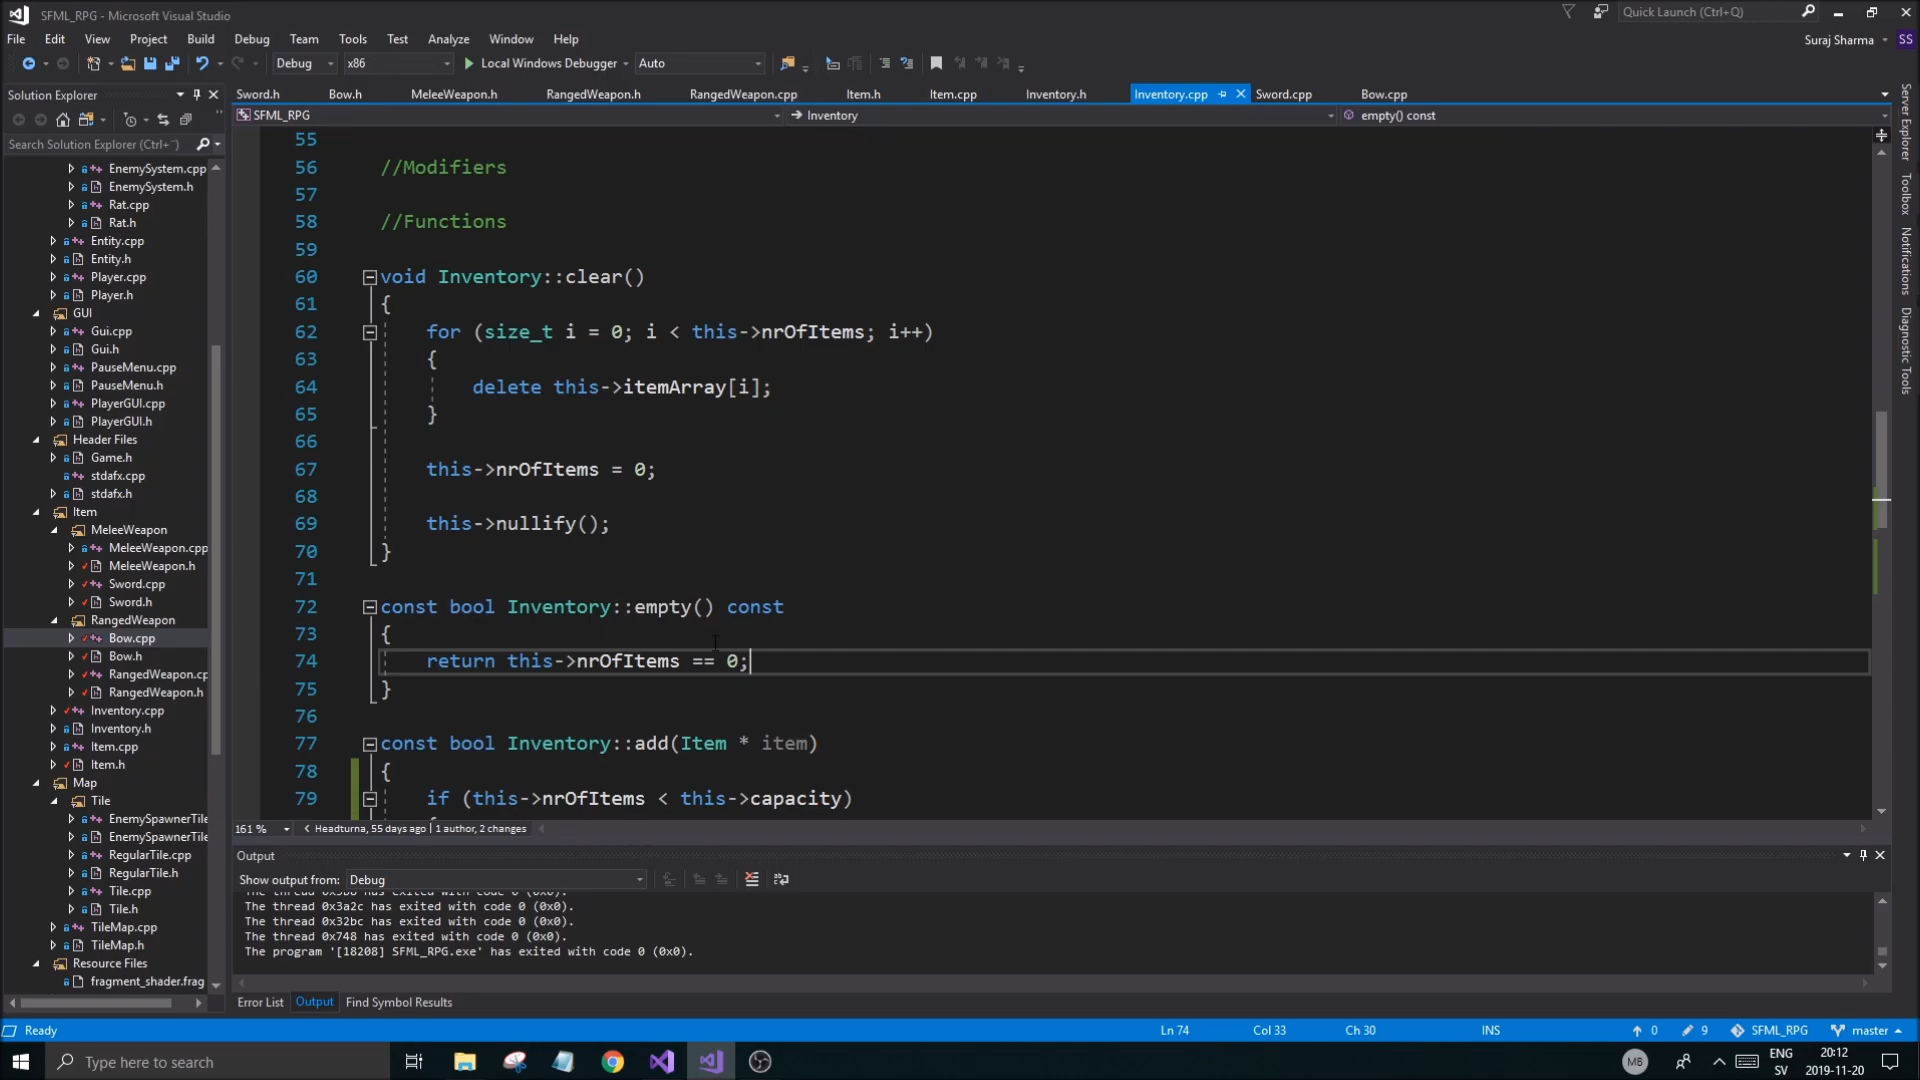 SFML_RPG - Microsoft Visual Studio
Quick Launch (Ctrl+Q)
File Edit View Project Build Debug Team Tools Test Analyze Window Help
Suraj Sharma SS
Debug x86 Local Windows Debugger Auto
Solution Explorer
Sword.h Bow.h MeleeWeapon.h RangedWeapon.h RangedWeapon.cpp Item.h Item.cpp Inventory.h Inventory.cpp Sword.cpp Bow.cpp
SFML_RPG Inventory empty() const
Search Solution Explorer (Ctrl+¨)
EnemySystem.cpp
EnemySystem.h
Rat.cpp
Rat.h
Entity.cpp
Entity.h
Player.cpp
Player.h
GUI
Gui.cpp
Gui.h
PauseMenu.cpp
PauseMenu.h
PlayerGUI.cpp
PlayerGUI.h
Header Files
Game.h
stdafx.cpp
stdafx.h
Item
MeleeWeapon
MeleeWeapon.cpp
MeleeWeapon.h
Sword.cpp
Sword.h
RangedWeapon
Bow.cpp
Bow.h
RangedWeapon.cp
RangedWeapon.h
Inventory.cpp
Inventory.h
Item.cpp
Item.h
Map
Tile
EnemySpawnerTile
EnemySpawnerTile
RegularTile.cpp
RegularTile.h
Tile.cpp
Tile.h
TileMap.cpp
TileMap.h
Resource Files
fragment_shader.frag
55
56 //Modifiers
57
58 //Functions
59
60 void Inventory::clear()
61 {
62 for (size_t i = 0; i < this->nrOfItems; i++)
63 {
64 delete this->itemArray[i];
65 }
66
67 this->nrOfItems = 0;
68
69 this->nullify();
70 }
71
72 const bool Inventory::empty() const
73 {
74 return this->nrOfItems == 0;
75 }
76
77 const bool Inventory::add(Item * item)
78 {
79 if (this->nrOfItems < this->capacity)
161 % Headturna, 55 days ago | 1 author, 2 changes
Server Explorer
Toolbox
Notifications
Diagnostic Tools
Output
Show output from: Debug
The thread 0x3a2c has exited with code 0 (0x0).
The thread 0x32bc has exited with code 0 (0x0).
The thread 0x748 has exited with code 0 (0x0).
The program '[18208] SFML_RPG.exe' has exited with code 0 (0x0).
Error List Output Find Symbol Results
Ready Ln 74 Col 33 Ch 30 INS 0 9 SFML_RPG master
Type here to search
MB
ENG
SV
20:12
2019-11-20